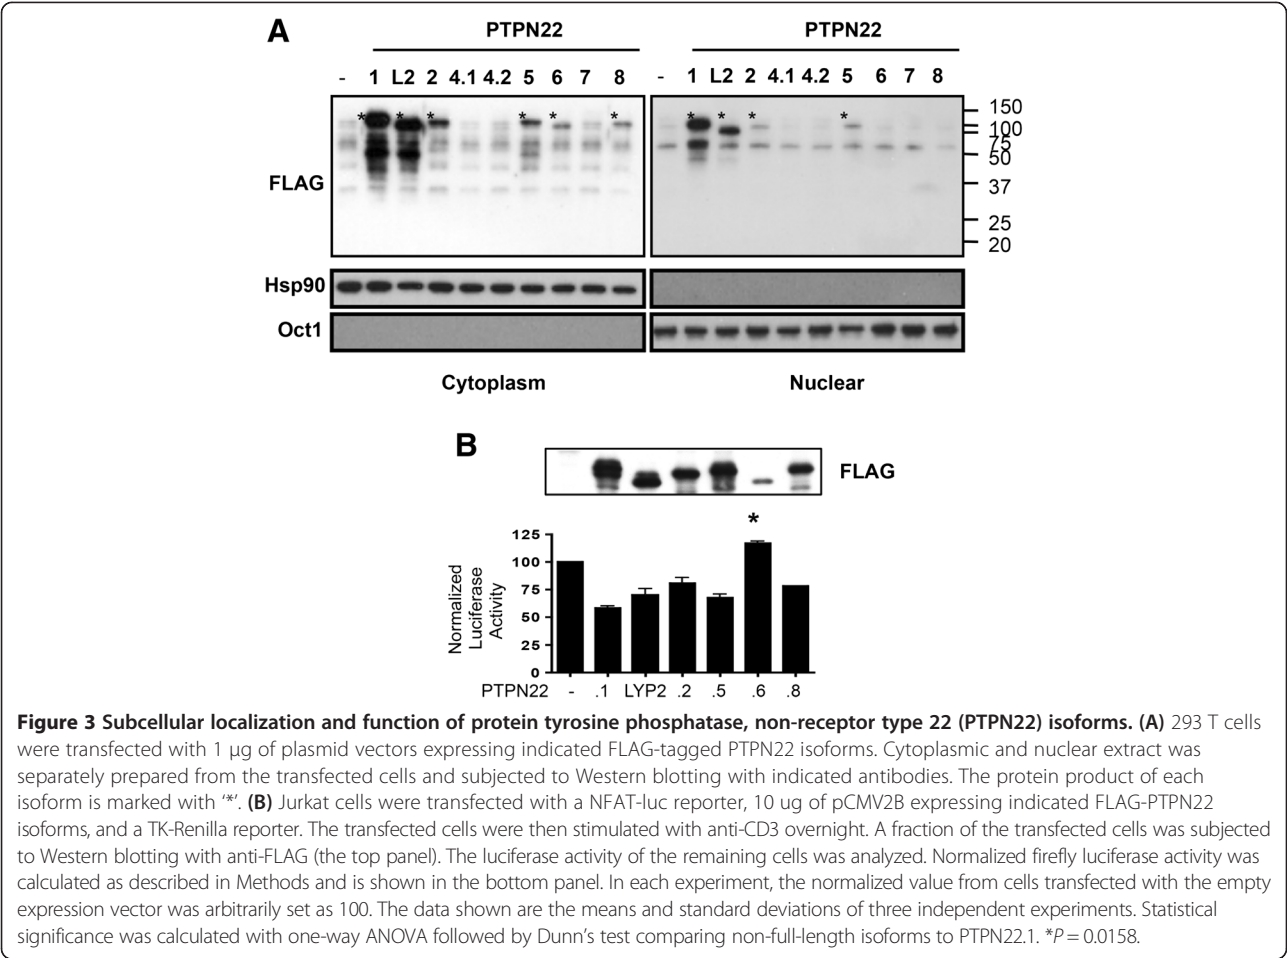 A
PTPN22
PTPN22
- 1 L2 2 4.1 4.2 5 6 7 8
- 1 L2 2 4.1 4.2 5 6 7 8
* * * * * *
* * * *
150
100
75
50
37
25
20
FLAG
Hsp90
Oct1
Cytoplasm
Nuclear
B
FLAG
*
125
100
75
50
25
0
Normalized
Luciferase
Activity
PTPN22 - .1 LYP2 .2 .5 .6 .8
Figure 3 Subcellular localization and function of protein tyrosine phosphatase, non-receptor type 22 (PTPN22) isoforms. (A) 293 T cells
were transfected with 1 μg of plasmid vectors expressing indicated FLAG-tagged PTPN22 isoforms. Cytoplasmic and nuclear extract was
separately prepared from the transfected cells and subjected to Western blotting with indicated antibodies. The protein product of each
isoform is marked with ‘*’. (B) Jurkat cells were transfected with a NFAT-luc reporter, 10 ug of pCMV2B expressing indicated FLAG-PTPN22
isoforms, and a TK-Renilla reporter. The transfected cells were then stimulated with anti-CD3 overnight. A fraction of the transfected cells was subjected
to Western blotting with anti-FLAG (the top panel). The luciferase activity of the remaining cells was analyzed. Normalized firefly luciferase activity was
calculated as described in Methods and is shown in the bottom panel. In each experiment, the normalized value from cells transfected with the empty
expression vector was arbitrarily set as 100. The data shown are the means and standard deviations of three independent experiments. Statistical
significance was calculated with one-way ANOVA followed by Dunn’s test comparing non-full-length isoforms to PTPN22.1. *P = 0.0158.